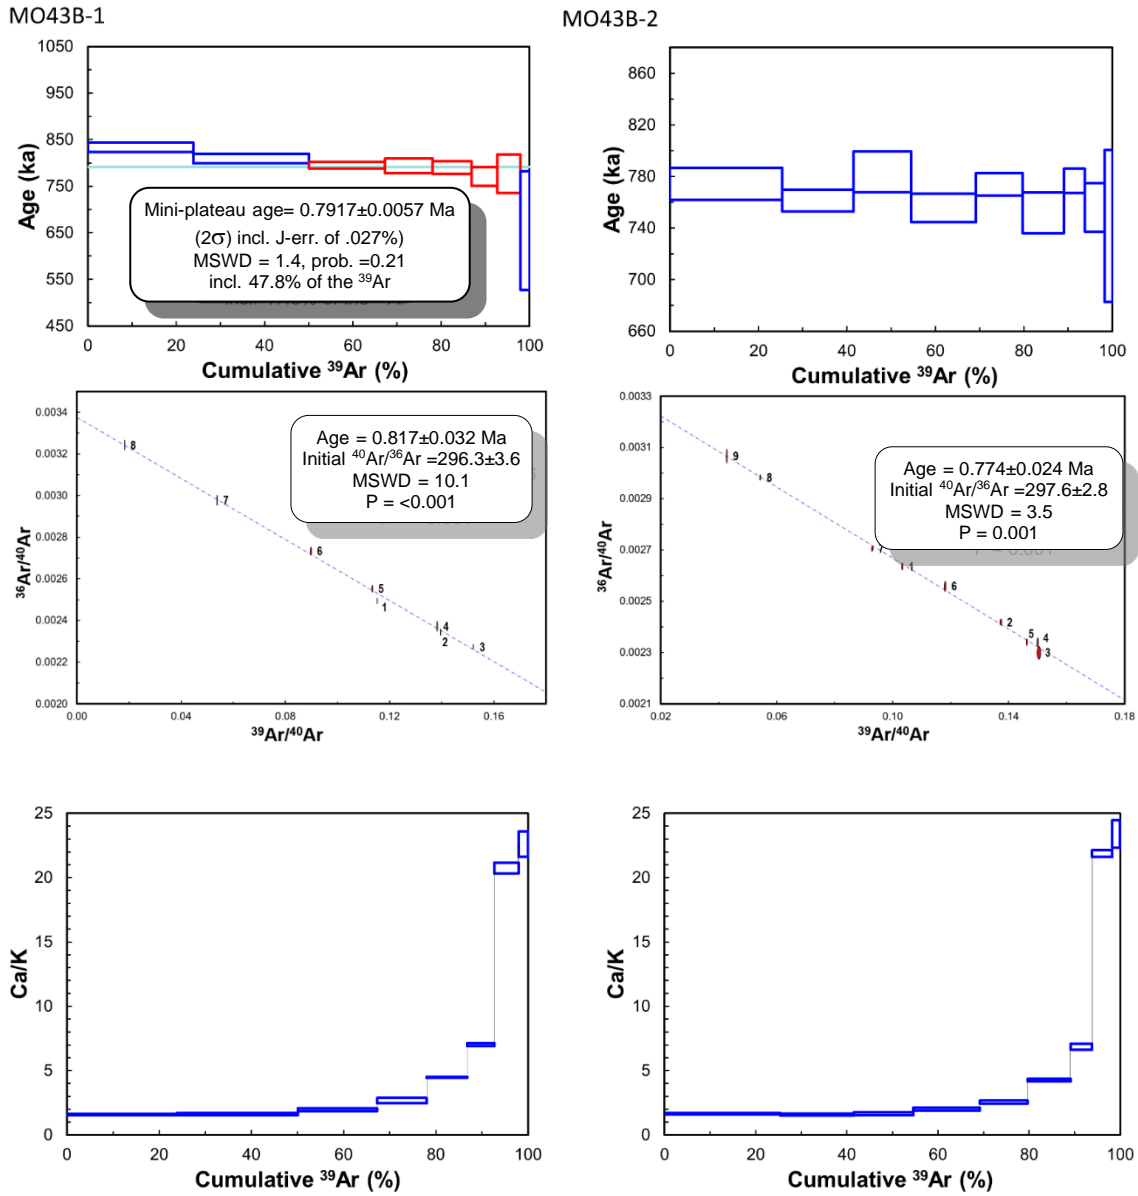 MO43B-1
MO43B-2
1050
950
850
750
650
550
450
Age (ka)
Mini-plateau age= 0.7917±0.0057 Ma
(2σ) incl. J-err. of .027%)
MSWD = 1.4, prob. =0.21
incl. 47.8% of the ³⁹Ar
0 20 40 60 80 100
Cumulative ³⁹Ar (%)
860
820
780
740
700
660
Age (ka)
0 20 40 60 80 100
Cumulative ³⁹Ar (%)
0.0034
0.0032
0.0030
0.0028
0.0026
0.0024
0.0022
0.0020
³⁶Ar/⁴⁰Ar
Age = 0.817±0.032 Ma
Initial ⁴⁰Ar/³⁶Ar =296.3±3.6
MSWD = 10.1
P = <0.001
8
7
6
5
1
4
2
3
0.00 0.04 0.08 0.12 0.16
³⁹Ar/⁴⁰Ar
0.0033
0.0031
0.0029
0.0027
0.0025
0.0023
0.0021
³⁶Ar/⁴⁰Ar
Age = 0.774±0.024 Ma
Initial ⁴⁰Ar/³⁶Ar =297.6±2.8
MSWD = 3.5
P = 0.001
9
8
7
1
6
2
5 4
3
0.02 0.06 0.10 0.14 0.18
³⁹Ar/⁴⁰Ar
25
20
15
10
5
0
Ca/K
0 20 40 60 80 100
Cumulative ³⁹Ar (%)
25
20
15
10
5
0
Ca/K
0 20 40 60 80 100
Cumulative ³⁹Ar (%)